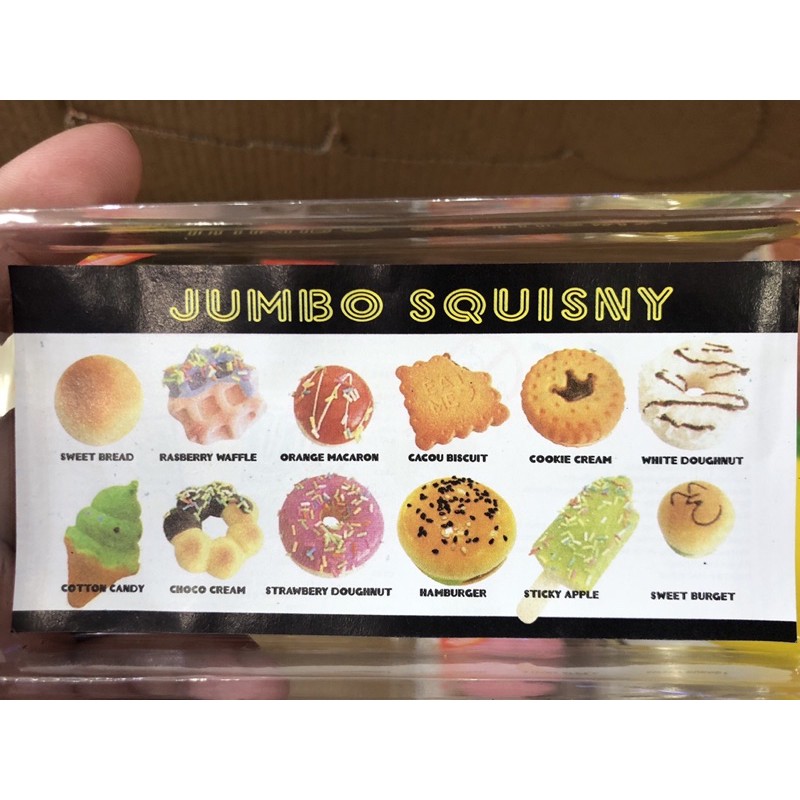 JUMBO SQUISNY
SWEET BREAD RASBERRY WAFFLE ORANGE MACARON CACOU BISCUIT COOKIE CREAM WHITE DOUGHNUT
EAT
ME
COTTON CANDY CHOCO CREAM STRAWBERY DOUGHNUT HAMBURGER STICKY APPLE SWEET BURGET